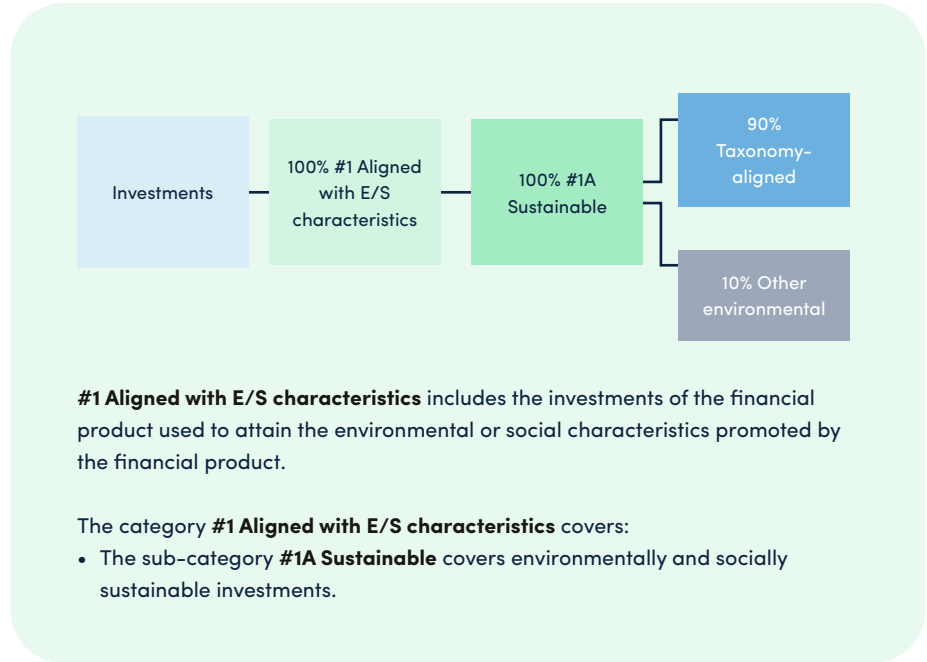 Investments
100% #1 Aligned
with E/S
characteristics
100% #1A
Sustainable
90%
Taxonomy-
aligned
10% Other
environmental
#1 Aligned with E/S characteristics includes the investments of the financial
product used to attain the environmental or social characteristics promoted by
the financial product.
The category #1 Aligned with E/S characteristics covers:
• The sub-category #1A Sustainable covers environmentally and socially
sustainable investments.